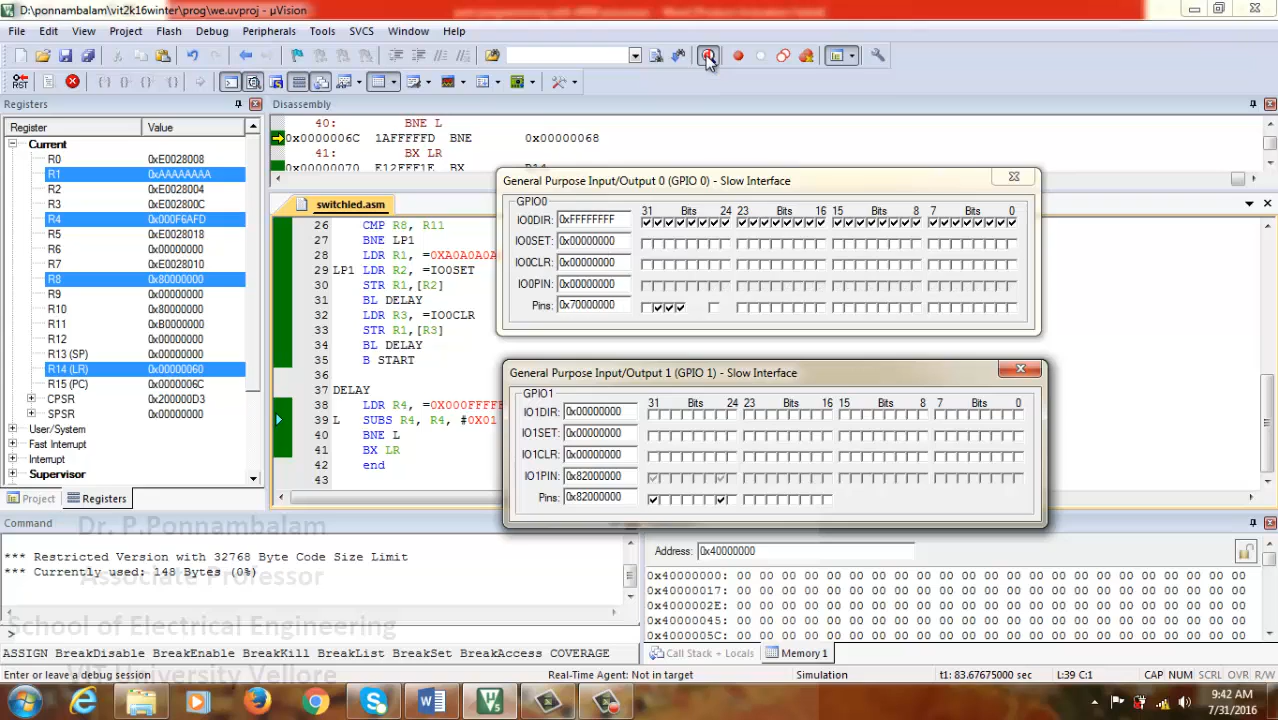 D:\ponnambalam\vit2k16winter\prog\we.uvproj - µVision
File Edit View Project Flash Debug Peripherals Tools SVCS Window Help
Registers
Register Value
Current
R0 0xE0028008
R1 0xAAAAAAAA
R2 0xE0028004
R3 0xE002800C
R4 0x000F6AFD
R5 0xE0028018
R6 0x00000000
R7 0xE0028010
R8 0x80000000
R9 0x00000000
R10 0x80000000
R11 0xB0000000
R12 0x00000000
R13 (SP) 0x00000000
R14 (LR) 0x00000060
R15 (PC) 0x0000006C
CPSR 0x200000D3
SPSR 0x00000000
User/System
Fast Interrupt
Interrupt
Supervisor
Project Registers
Disassembly
40: BNE L
0x0000006C 1AFFFFFD BNE 0x00000068
41: BX LR
0x00000070 E12FFF1E BX R14
switchled.asm
26 CMP R8, R11
27 BNE LP1
28 LDR R1, =0XA0A0A0A
29 LP1 LDR R2, =IO0SET
30 STR R1,[R2]
31 BL DELAY
32 LDR R3, =IO0CLR
33 STR R1,[R3]
34 BL DELAY
35 B START
36
37 DELAY
38 LDR R4, =0X000FFFF
39 L SUBS R4, R4, #0X01
40 BNE L
41 BX LR
42 end
43
General Purpose Input/Output 0 (GPIO 0) - Slow Interface
GPIO0
31 Bits 24 23 Bits 16 15 Bits 8 7 Bits 0
IO0DIR: 0xFFFFFFFF
IO0SET: 0x00000000
IO0CLR: 0x00000000
IO0PIN: 0x00000000
Pins: 0x70000000
General Purpose Input/Output 1 (GPIO 1) - Slow Interface
GPIO1
31 Bits 24 23 Bits 16 15 Bits 8 7 Bits 0
IO1DIR: 0x00000000
IO1SET: 0x00000000
IO1CLR: 0x00000000
IO1PIN: 0x82000000
Pins: 0x82000000
Command
Dr. P.Ponnambalam
*** Restricted Version with 32768 Byte Code Size Limit
*** Currently used: 148 Bytes (0%)
Associate Professor
School of Electrical Engineering
>
ASSIGN BreakDisable BreakEnable BreakKill BreakList BreakSet BreakAccess COVERAGE
VIT University Vellore
Address: 0x40000000
0x40000000: 00 00 00 00 00 00 00 00 00 00 00 00 00 00 00 00 00 00 00 00 00 00 00
0x40000017: 00 00 00 00 00 00 00 00 00 00 00 00 00 00 00 00 00 00 00 00 00 00 00
0x4000002E: 00 00 00 00 00 00 00 00 00 00 00 00 00 00 00 00 00 00 00 00 00 00 00
0x40000045: 00 00 00 00 00 00 00 00 00 00 00 00 00 00 00 00 00 00 00 00 00 00 00
0x4000005C: 00 00 00 00 00 00 00 00 00 00 00 00 00 00 00 00 00 00 00 00 00 00 00
Call Stack + Locals Memory 1
Enter or leave a debug session Real-Time Agent: Not in target Simulation t1: 83.67675000 sec L:39 C:1 CAP NUM SCRL OVR R/W
9:42 AM
7/31/2016